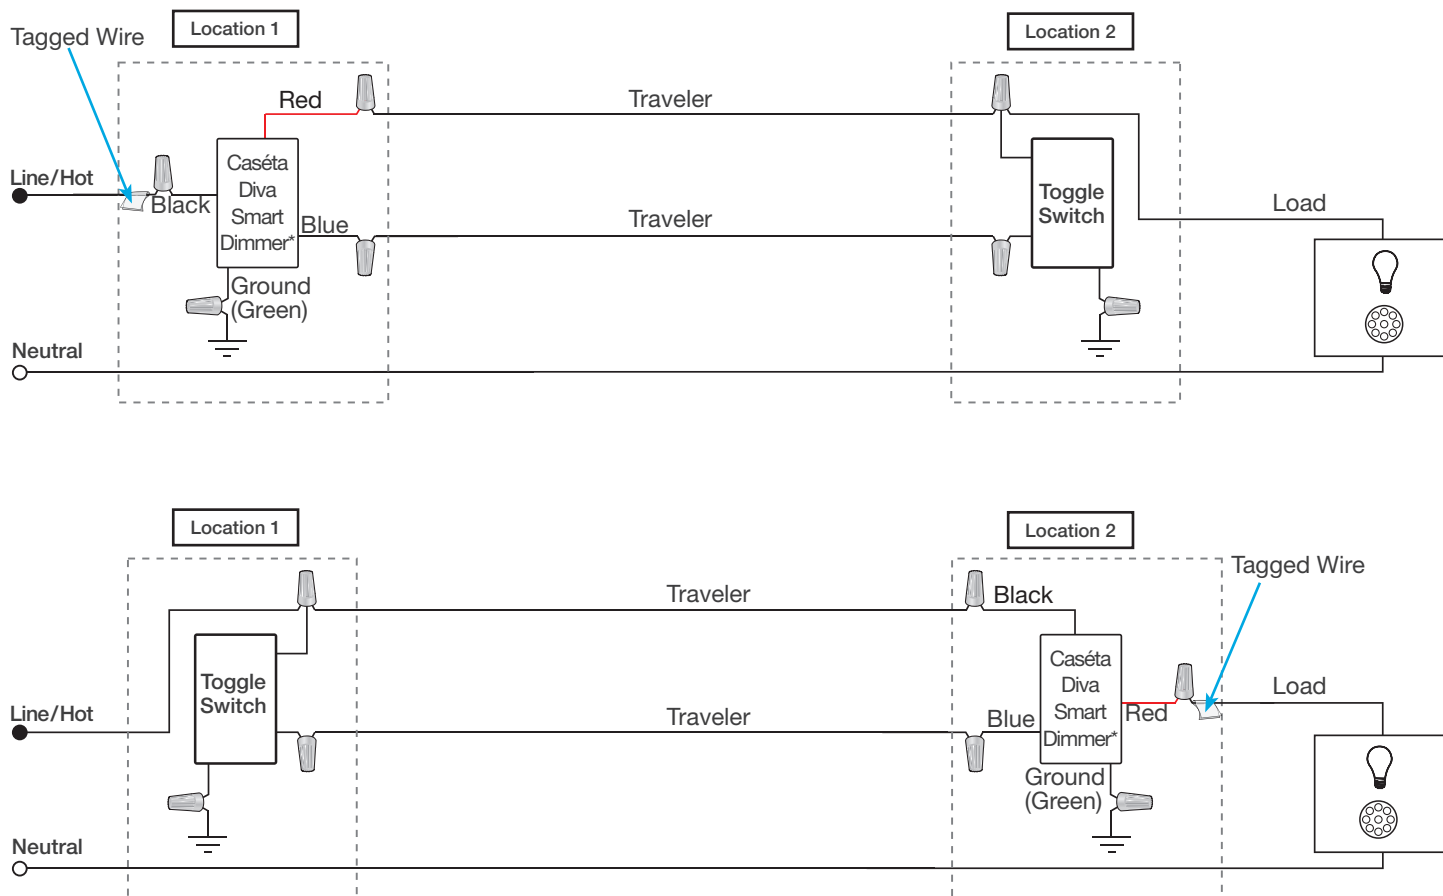 Location 1
Location 2
Tagged Wire
Red
Traveler
Line/Hot
Black
Caséta
Diva
Smart
Dimmer*
Blue
Traveler
Toggle
Switch
Load
Ground
(Green)
Neutral
Location 1
Location 2
Tagged Wire
Traveler
Black
Toggle
Switch
Caséta
Diva
Smart
Dimmer*
Load
Line/Hot
Traveler
Blue
Red
Ground
(Green)
Neutral